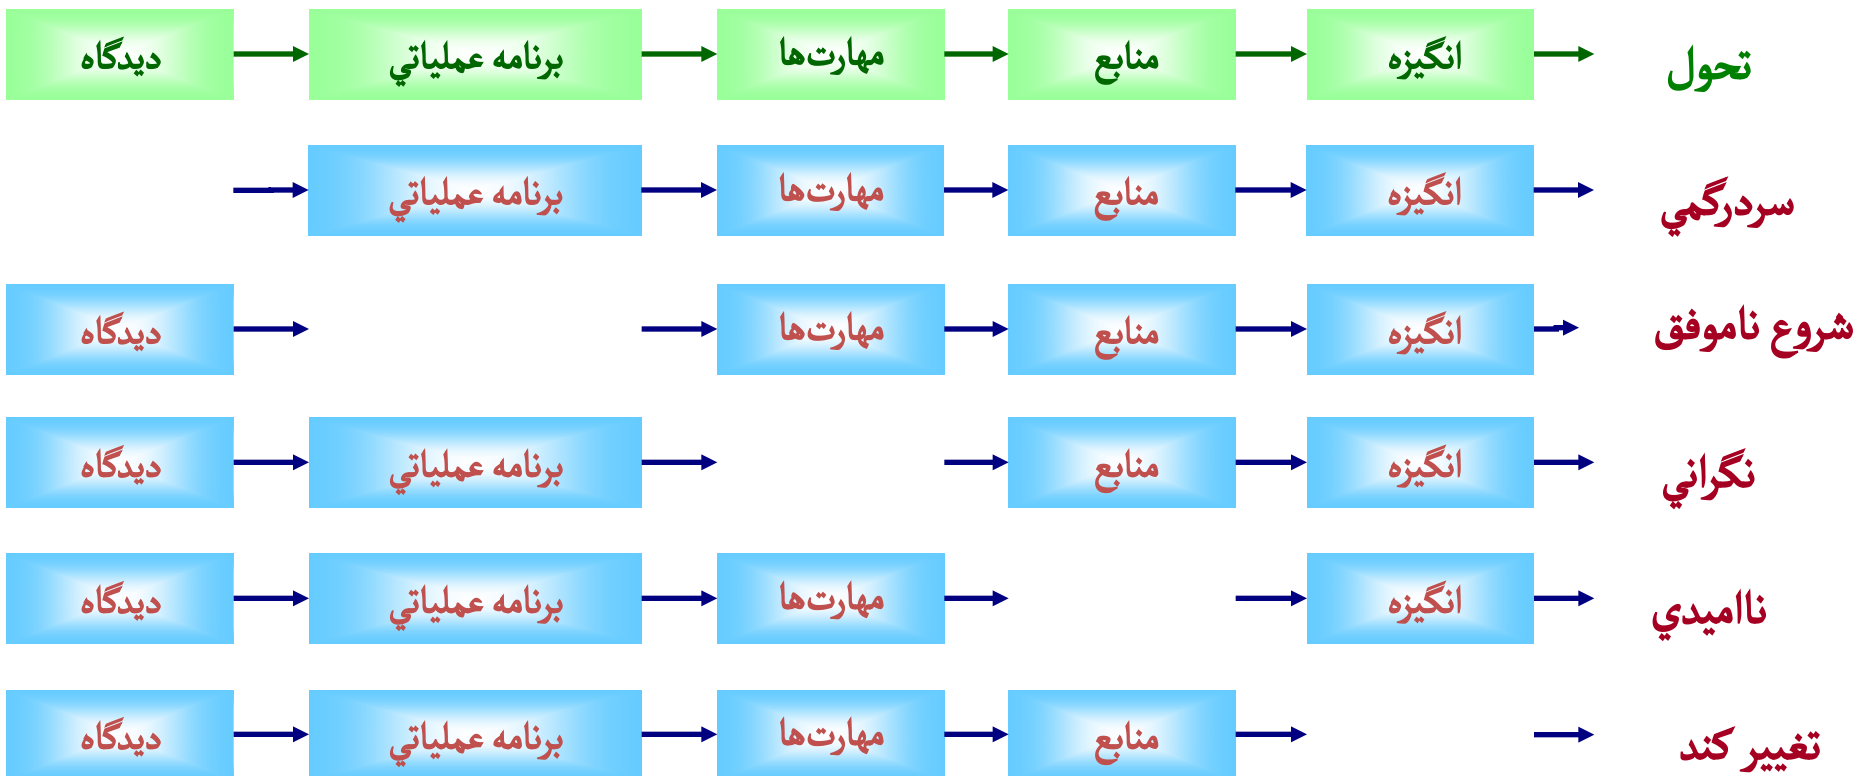 ديدگاه برنامه عملياتي مهارت‌ها منابع انگيزه تحول
برنامه عملياتي مهارت‌ها منابع انگيزه سردرگمي
ديدگاه مهارت‌ها منابع انگيزه شروع ناموفق
ديدگاه برنامه عملياتي منابع انگيزه نگراني
ديدگاه برنامه عملياتي مهارت‌ها انگيزه نااميدي
ديدگاه برنامه عملياتي مهارت‌ها منابع تغيير کند